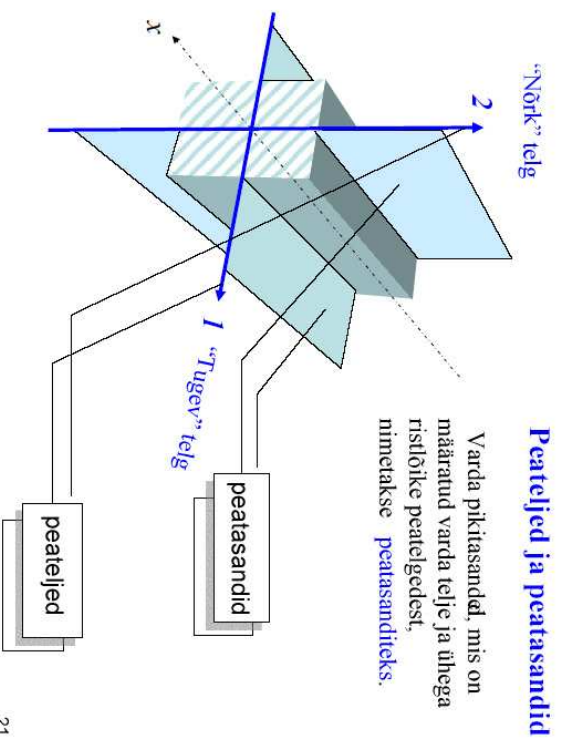 Peateljed ja peatasandid
Varda pikitasandid, mis on
määratud varda telje ja ühega
ristlõike peatelgedest,
nimetakse peatasanditeks.
“Nõrk” telg
2
x
1 “Tugev” telg
peatasandid
peateljed
21